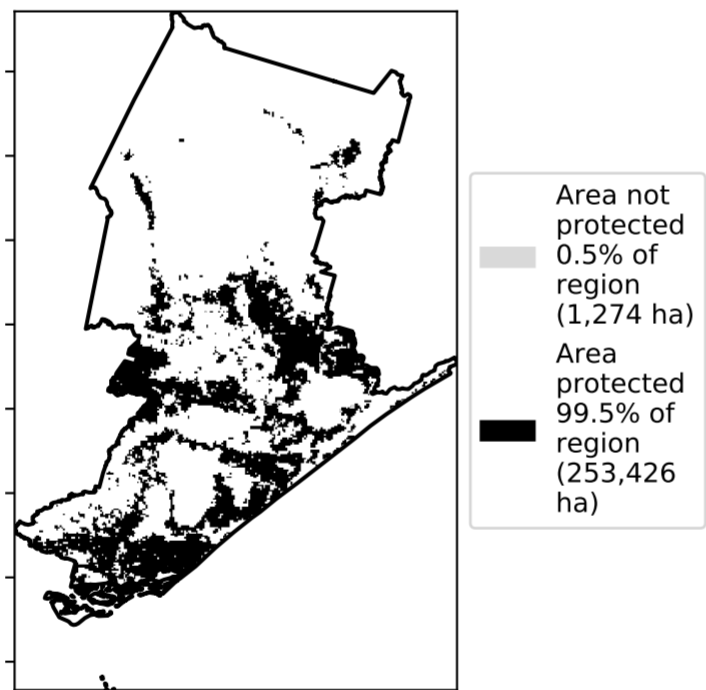 Area not
protected
0.5% of
region
(1,274 ha)
Area
protected
99.5% of
region
(253,426
ha)